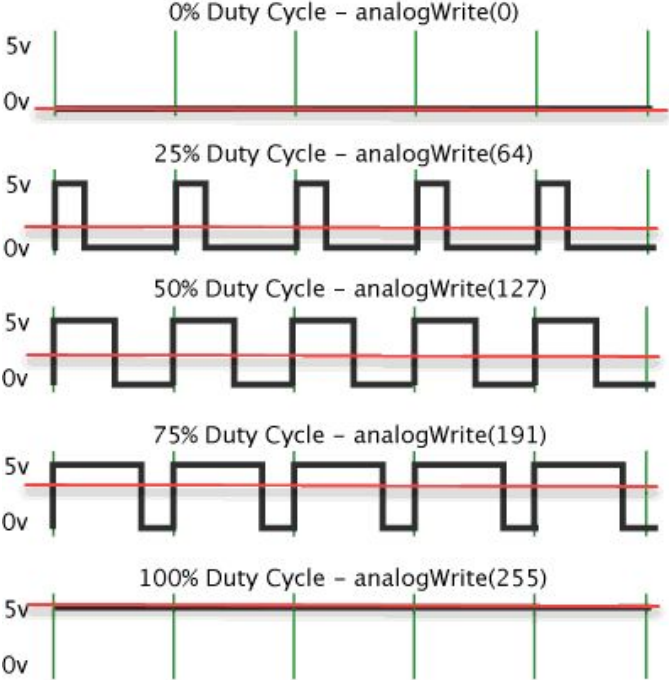 0% Duty Cycle – analogWrite(0)
5v
0v
25% Duty Cycle – analogWrite(64)
5v
0v
50% Duty Cycle – analogWrite(127)
5v
0v
75% Duty Cycle – analogWrite(191)
5v
0v
100% Duty Cycle – analogWrite(255)
5v
0v